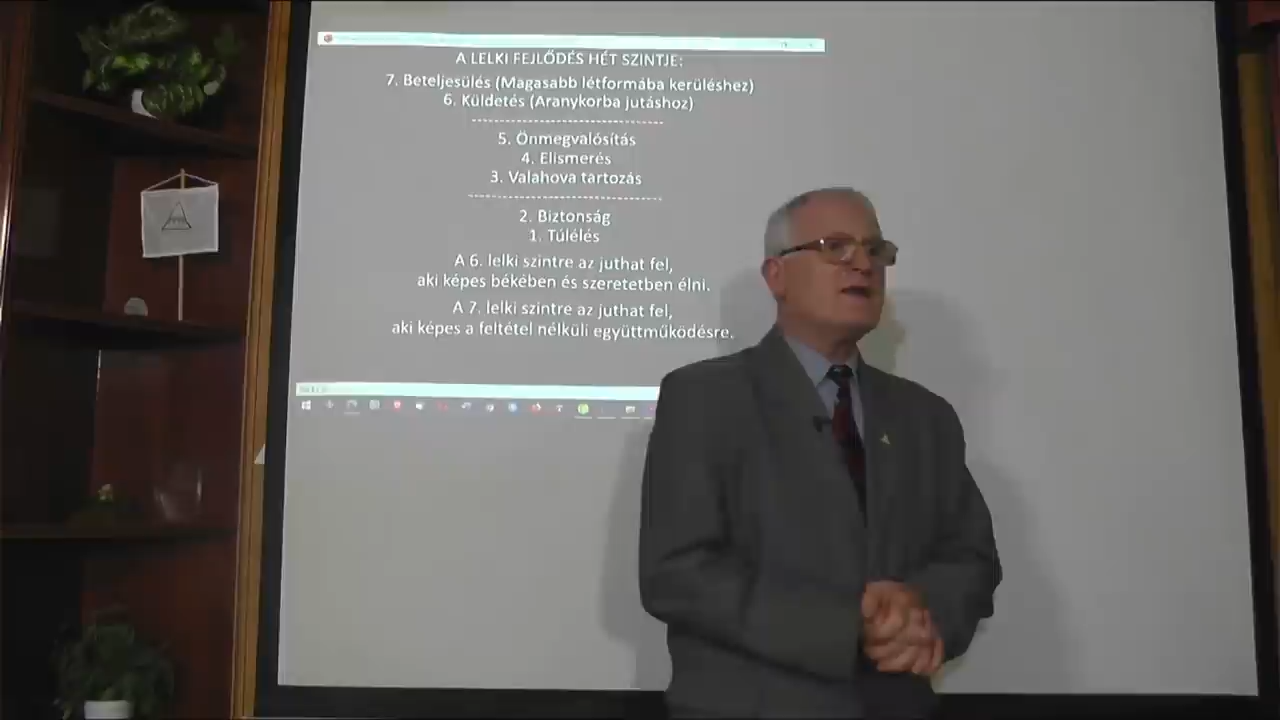 A LELKI FEJLŐDÉS HÉT SZINTJE:
7. Beteljesülés (Magasabb létformába kerüléshez)
6. Küldetés (Aranykorba jutáshoz)
--------------------------------
5. Önmegvalósítás
4. Elismerés
3. Valahova tartozás
--------------------------------
2. Biztonság
1. Túlélés
A 6. lelki szintre az juthat fel,
aki képes békében és szeretetben élni.
A 7. lelki szintre az juthat fel,
aki képes a feltétel nélküli együttműködésre.